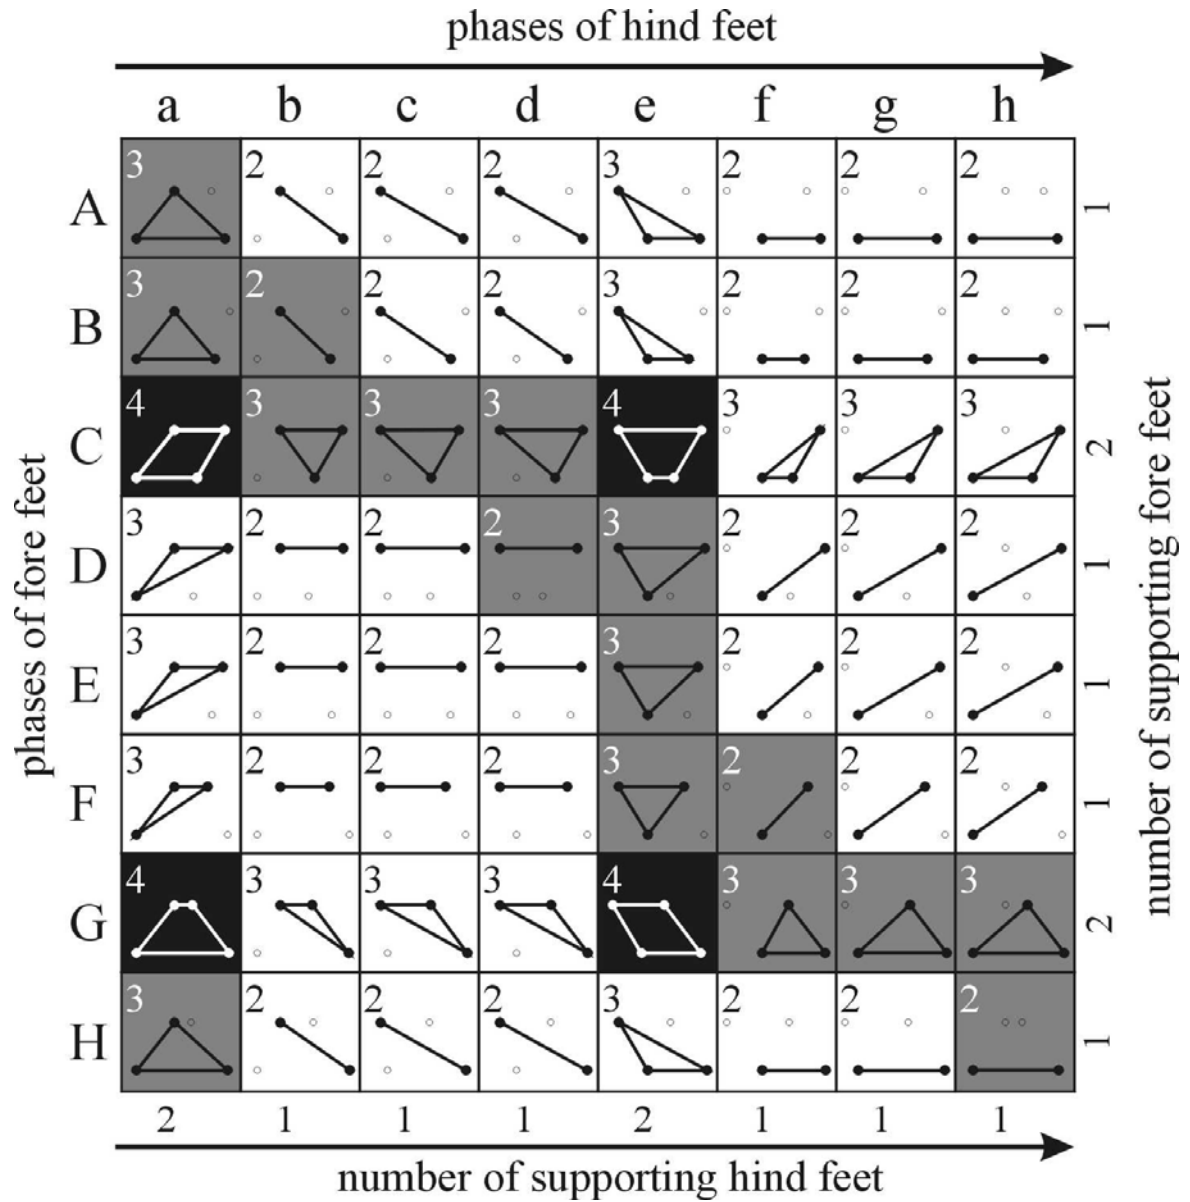 phases of hind feet
a b c d e f g h
A 3 2 2 2 3 2 2 2 1
B 3 2 2 2 3 2 2 2 1
C 4 3 3 3 4 3 3 3 2
D 3 2 2 2 3 2 2 2 1
E 3 2 2 2 3 2 2 2 1
F 3 2 2 2 3 2 2 2 1
G 4 3 3 3 4 3 3 3 2
H 3 2 2 2 3 2 2 2 1
2 1 1 1 2 1 1 1
number of supporting hind feet
phases of fore feet
number of supporting fore feet